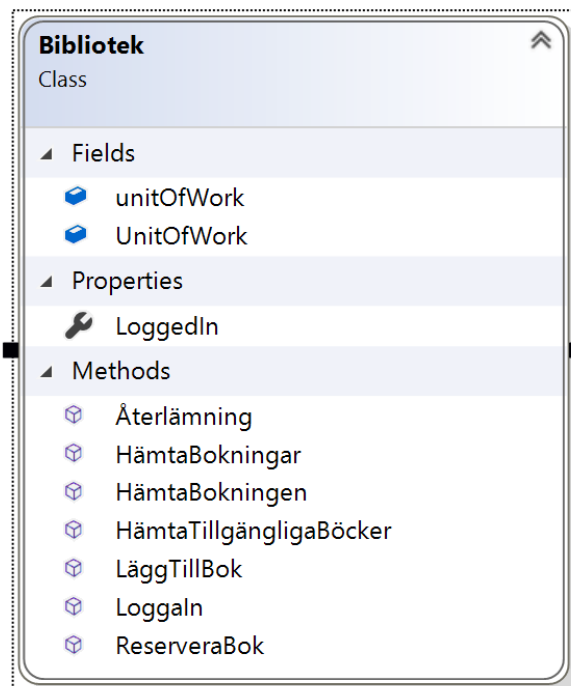 Bibliotek
Class
Fields
unitOfWork
UnitOfWork
Properties
LoggedIn
Methods
Återlämning
HämtaBokningar
HämtaBokningen
HämtaTillgängligaBöcker
LäggTillBok
LoggaIn
ReserveraBok